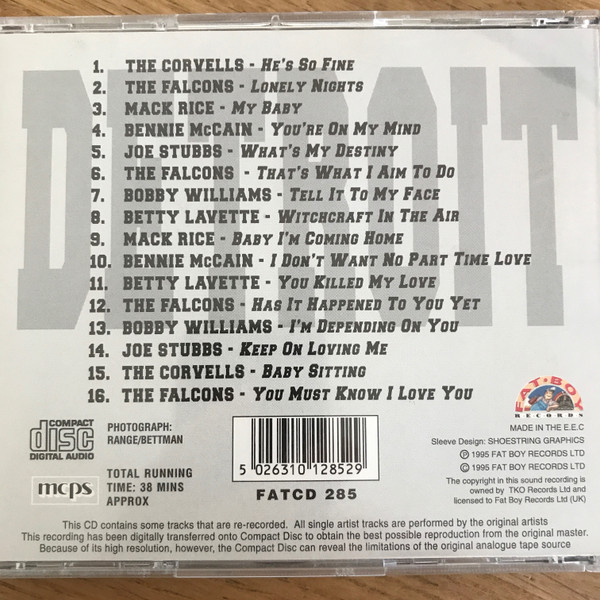 DETROIT
1. THE CORVELLS - HE'S SO FINE
2. THE FALCONS - LONELY NIGHTS
3. MACK RICE - MY BABY
4. BENNIE McCAIN - YOU'RE ON MY MIND
5. JOE STUBBS - WHAT'S MY DESTINY
6. THE FALCONS - THAT'S WHAT I AIM TO DO
7. BOBBY WILLIAMS - TELL IT TO MY FACE
8. BETTY LAVETTE - WITCHCRAFT IN THE AIR
9. MACK RICE - BABY I'M COMING HOME
10. BENNIE McCAIN - I DON'T WANT NO PART TIME LOVE
11. BETTY LAVETTE - YOU KILLED MY LOVE
12. THE FALCONS - HAS IT HAPPENED TO YOU YET
13. BOBBY WILLIAMS - I'M DEPENDING ON YOU
14. JOE STUBBS - KEEP ON LOVING ME
15. THE CORVELLS - BABY SITTING
16. THE FALCONS - YOU MUST KNOW I LOVE YOU
COMPACT
disc
DIGITAL AUDIO
mcps
PHOTOGRAPH:
RANGE/BETTMAN
TOTAL RUNNING
TIME: 38 MINS
APPROX
5 026310 128529
FATCD 285
FAT BOY
RECORDS
MADE IN THE E.E.C
Sleeve Design: SHOESTRING GRAPHICS
℗ 1995 FAT BOY RECORDS LTD
© 1995 FAT BOY RECORDS LTD
The copyright in this sound recording is
owned by TKO Records Ltd and
licensed to Fat Boy Records Ltd (UK)
This CD contains some tracks that are re-recorded. All single artist tracks are performed by the original artists
This recording has been digitally transferred onto Compact Disc to obtain the best possible reproduction from the original master.
Because of its high resolution, however, the Compact Disc can reveal the limitations of the original analogue tape source